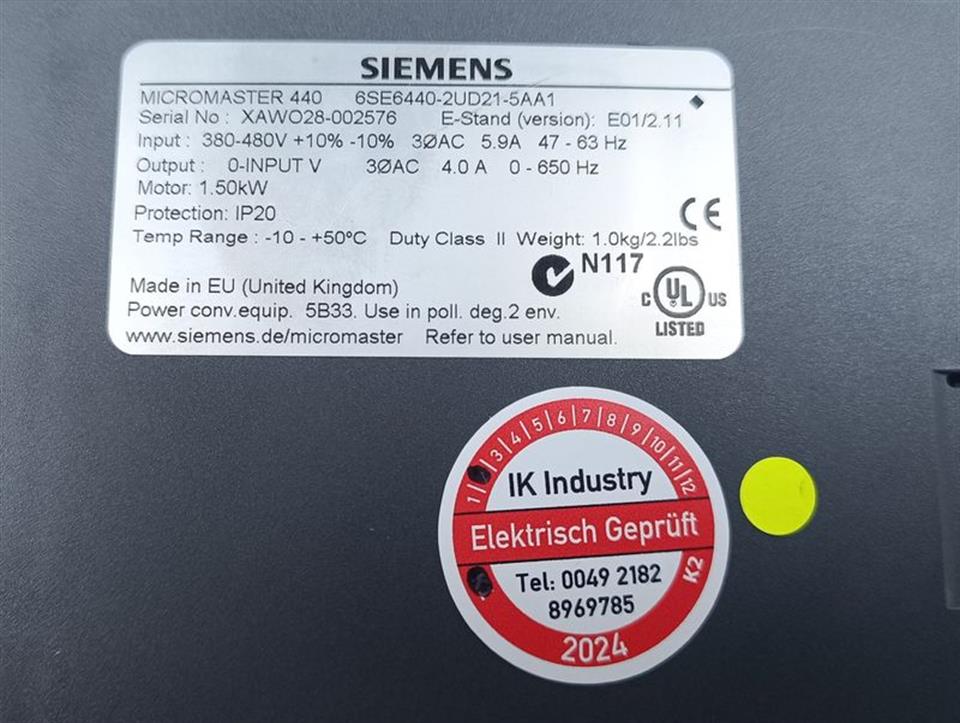 SIEMENS
MICROMASTER 440 6SE6440-2UD21-5AA1
Serial No : XAWO28-002576 E-Stand (version): E01/2.11
Input : 380-480V +10% -10% 3ØAC 5.9A 47 - 63 Hz
Output : 0-INPUT V 3ØAC 4.0 A 0 - 650 Hz
Motor: 1.50kW
Protection: IP20
CE
Temp Range : -10 - +50°C Duty Class II Weight: 1.0kg/2.2lbs
N117
Made in EU (United Kingdom)
C UL US
Power conv.equip. 5B33. Use in poll. deg.2 env.
LISTED
www.siemens.de/micromaster Refer to user manual.
1 3 4 5 6 7 8 9 10 11 12
IK Industry
Elektrisch Geprüft
Tel: 0049 2182
K2
8969785
2024